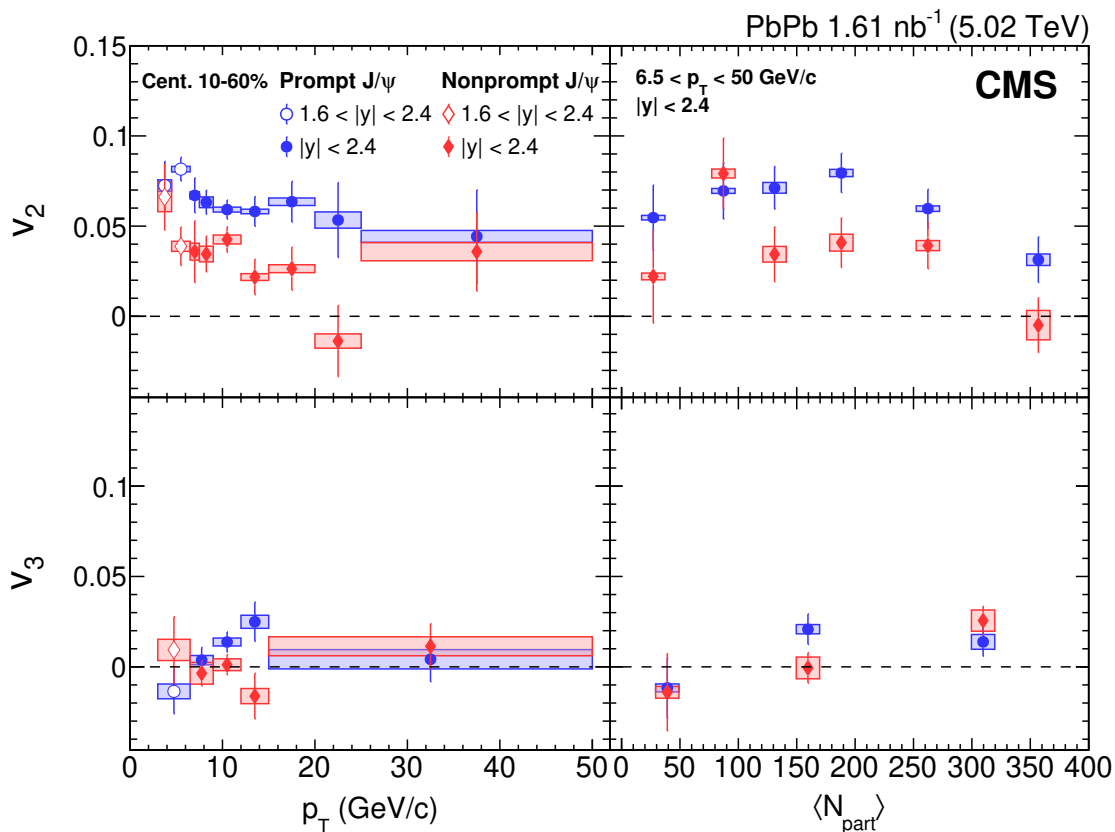 PbPb 1.61 nb⁻¹ (5.02 TeV)
Cent. 10-60%
Prompt J/ψ
1.6 < |y| < 2.4
|y| < 2.4
Nonprompt J/ψ
1.6 < |y| < 2.4
|y| < 2.4
6.5 < p_T < 50 GeV/c
|y| < 2.4
CMS
v₂
0.15
0.1
0.05
0
v₃
0.1
0.05
0
0 10 20 30 40 50
p_T (GeV/c)
0 50 100 150 200 250 300 350 400
⟨N_part⟩